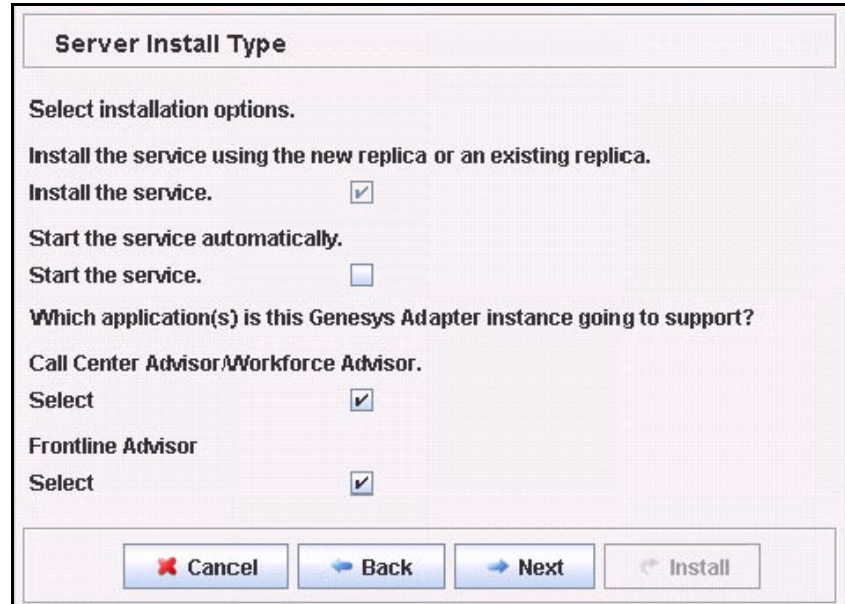 Server Install Type
Select installation options.
Install the service using the new replica or an existing replica.
Install the service.
Start the service automatically.
Start the service.
Which application(s) is this Genesys Adapter instance going to support?
Call Center Advisor/Workforce Advisor.
Select
Frontline Advisor
Select
Cancel Back Next Install